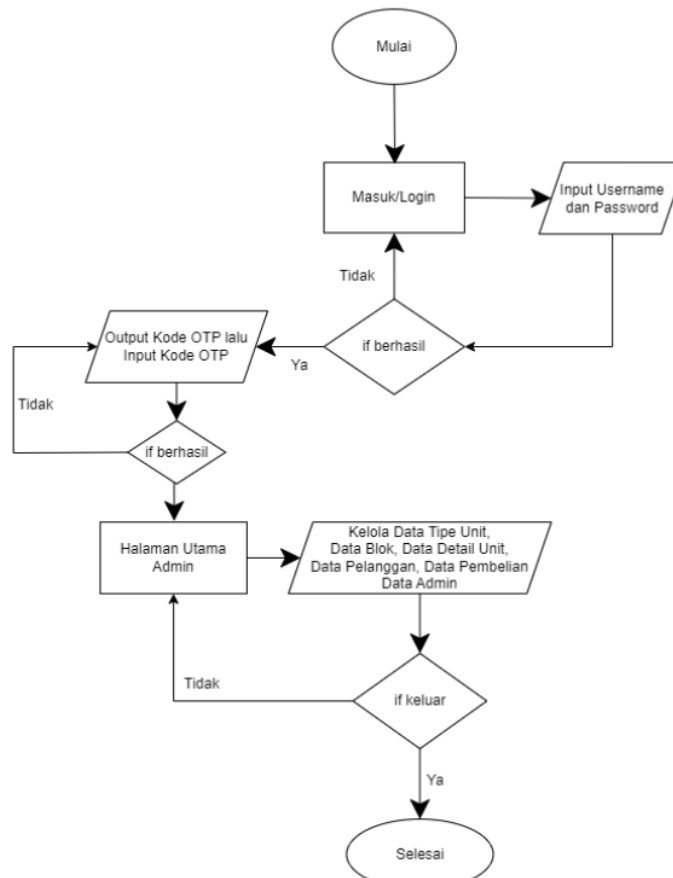 Mulai
Masuk/Login
Input Username
dan Password
Tidak
if berhasil
Ya
Output Kode OTP lalu
Input Kode OTP
Tidak
if berhasil
Halaman Utama
Admin
Kelola Data Tipe Unit,
Data Blok, Data Detail Unit,
Data Pelanggan, Data Pembelian
Data Admin
Tidak
if keluar
Ya
Selesai